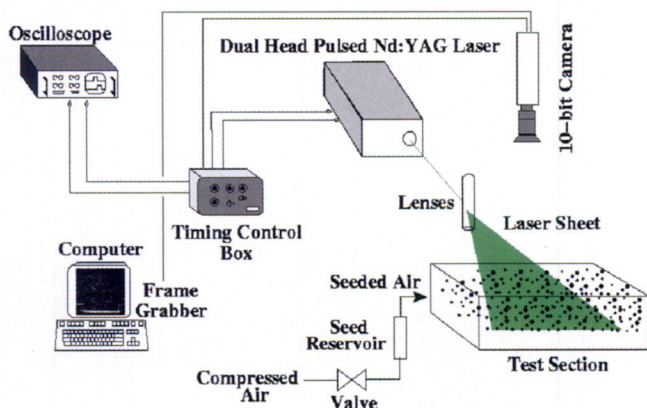 Oscilloscope
Dual Head Pulsed Nd:YAG Laser
10-bit Camera
Lenses
Laser Sheet
Timing Control
Box
Computer
Frame
Grabber
Seeded Air
Seed
Reservoir
Test Section
Compressed
Air
Valve